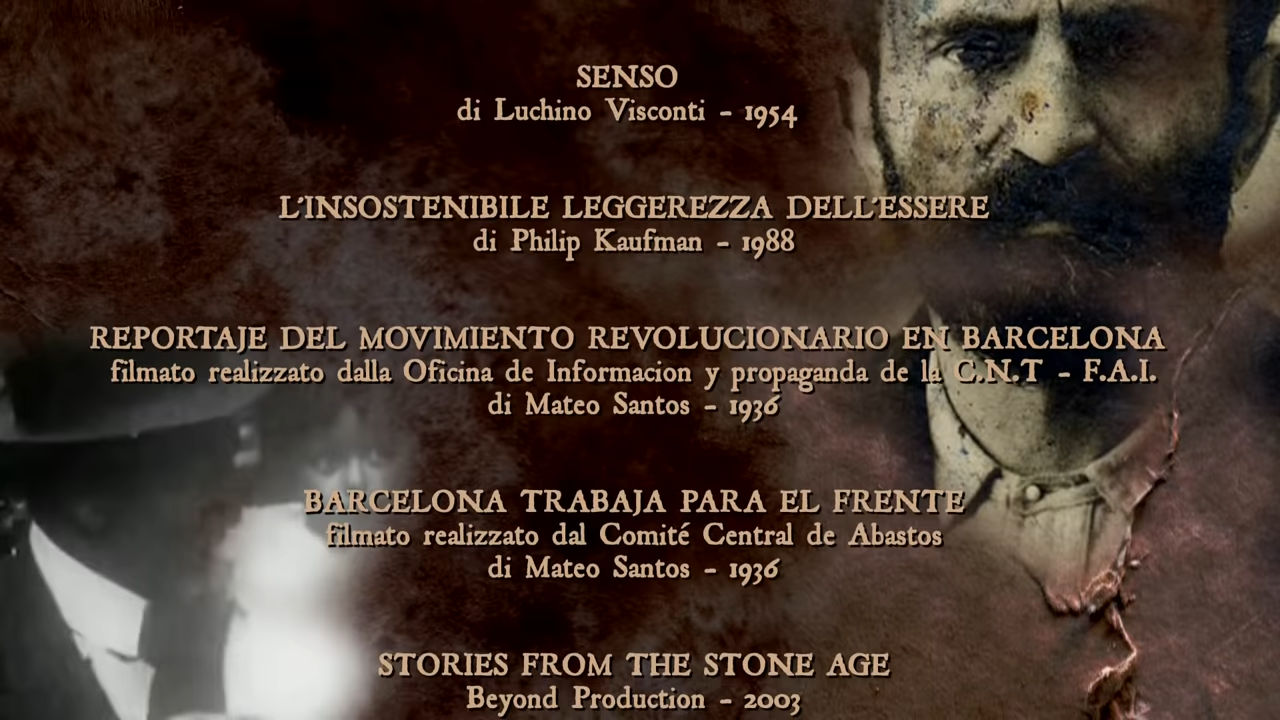 SENSO
di Luchino Visconti - 1954
L'INSOSTENIBILE LEGGEREZZA DELL'ESSERE
di Philip Kaufman - 1988
REPORTAJE DEL MOVIMIENTO REVOLUCIONARIO EN BARCELONA
filmato realizzato dalla Oficina de Informacion y propaganda de la C.N.T - F.A.I.
di Mateo Santos - 1936
BARCELONA TRABAJA PARA EL FRENTE
filmato realizzato dal Comité Central de Abastos
di Mateo Santos - 1936
STORIES FROM THE STONE AGE
Beyond Production - 2003